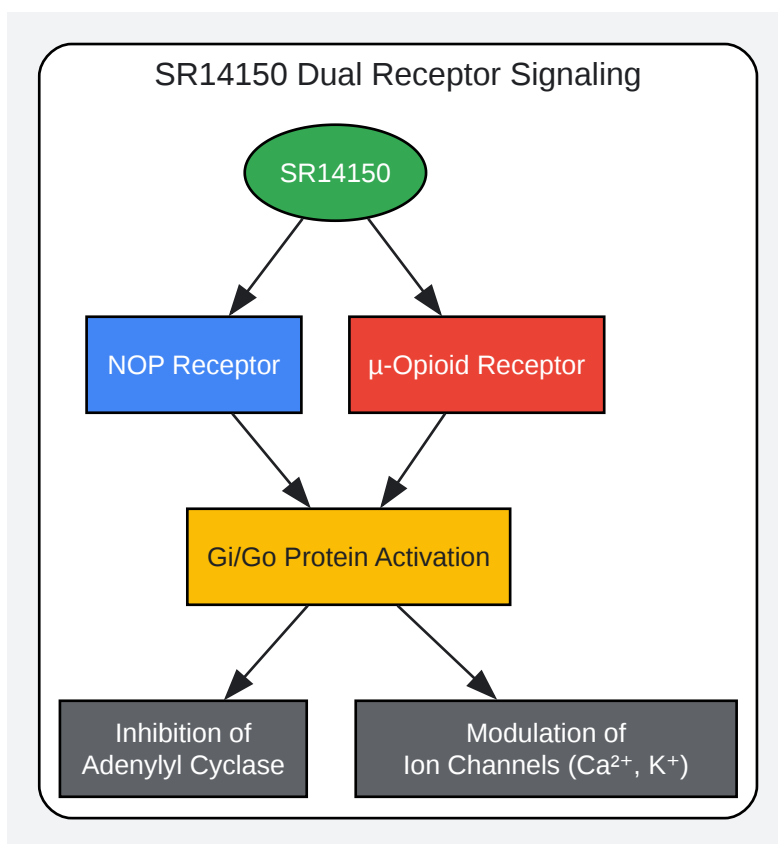 SR14150 Dual Receptor Signaling
SR14150
NOP Receptor
µ-Opioid Receptor
Gi/Go Protein Activation
Inhibition of
Adenylyl Cyclase
Modulation of
Ion Channels (Ca²⁺, K⁺)